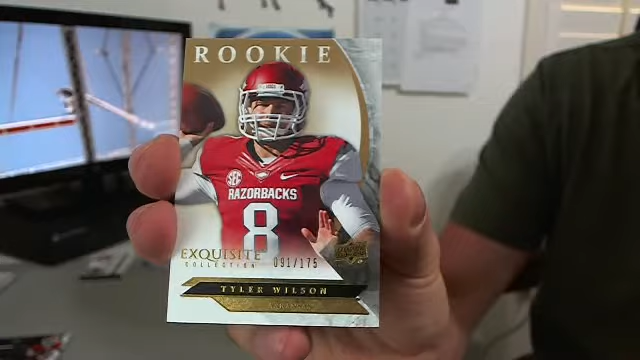 ROOKIE
SEC
RAZORBACKS
8
EXQUISITE
COLLECTION
091/175
TYLER WILSON